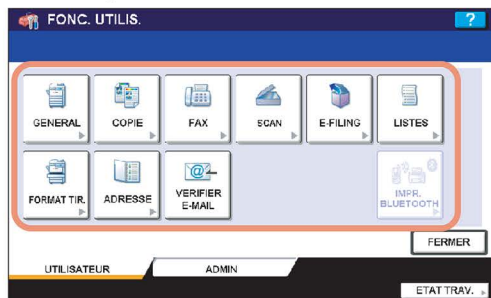 FONC. UTILIS.
?
GENERAL
COPIE
FAX
SCAN
E-FILING
LISTES
FORMAT TIR.
ADRESSE
VERIFIER
E-MAIL
IMPR.
BLUETOOTH
FERMER
UTILISATEUR
ADMIN
ETAT TRAV.